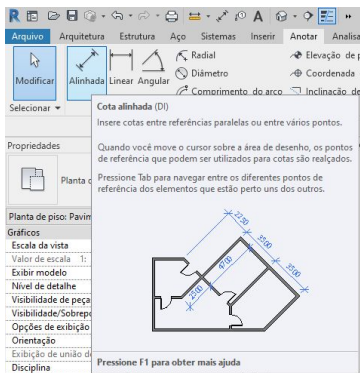 Arquivo Arquitetura Estrutura Aço Sistemas Inserir Anotar Analisa
Modificar
Alinhada Linear Angular
Radial
Diâmetro
Comprimento do arco
Elevação de p
Coordenada
Inclinação de
Selecionar
Cota alinhada (DI)
Insere cotas entre referências paralelas ou entre vários pontos.
Quando você move o cursor sobre a área de desenho, os pontos
de referência que podem ser utilizados para cotas são realçados.
Pressione Tab para navegar entre os diferentes pontos de
referência dos elementos que estão perto uns dos outros.
2250
3500
3500
4700
2500
Pressione F1 para obter mais ajuda
Propriedades
Planta d
Planta de piso: Pavim
Gráficos
Escala da vista
Valor de escala 1:
Exibir modelo
Nível de detalhe
Visibilidade de peça
Visibilidade/Sobrepo
Opções de exibição
Orientação
Exibição de união d
Disciplina